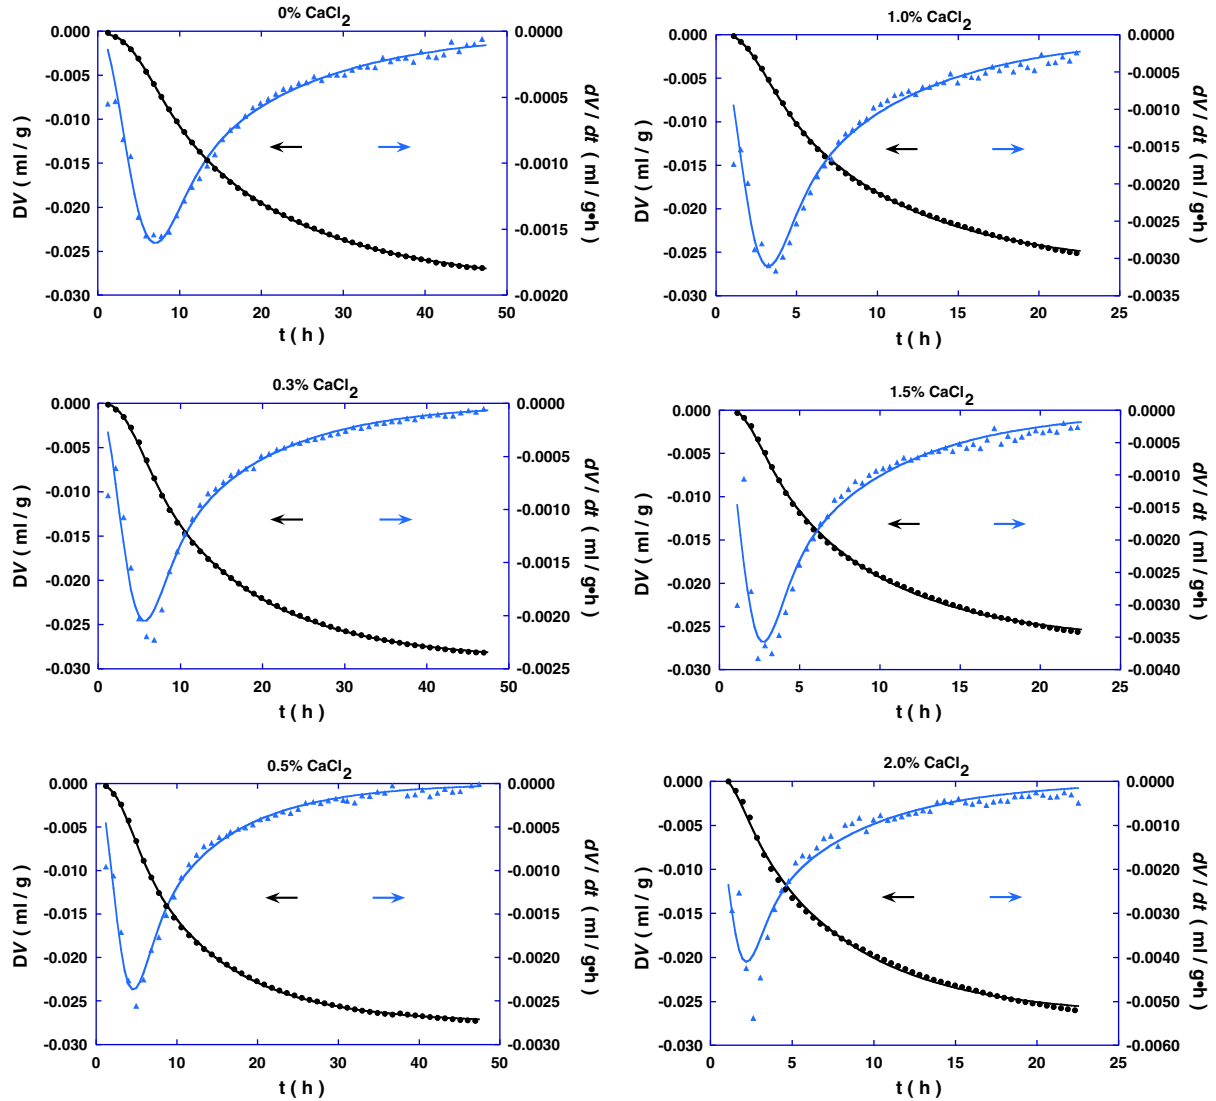 0% CaCl2
0.000
-0.005
-0.010
-0.015
-0.020
-0.025
-0.030
0.0000
-0.0005
-0.0010
-0.0015
-0.0020
0 10 20 30 40 50
DV ( ml / g )
dV / dt ( ml / g•h )
t ( h )
1.0% CaCl2
0.000
-0.005
-0.010
-0.015
-0.020
-0.025
-0.030
0.0000
-0.0005
-0.0010
-0.0015
-0.0020
-0.0025
-0.0030
-0.0035
0 5 10 15 20 25
DV ( ml / g )
dV / dt ( ml / g•h )
t ( h )
0.3% CaCl2
0.000
-0.005
-0.010
-0.015
-0.020
-0.025
-0.030
0.0000
-0.0005
-0.0010
-0.0015
-0.0020
-0.0025
0 10 20 30 40 50
DV ( ml / g )
dV / dt ( ml / g•h )
t ( h )
1.5% CaCl2
0.000
-0.005
-0.010
-0.015
-0.020
-0.025
-0.030
0.0000
-0.0005
-0.0010
-0.0015
-0.0020
-0.0025
-0.0030
-0.0035
-0.0040
0 5 10 15 20 25
DV ( ml / g )
dV / dt ( ml / g•h )
t ( h )
0.5% CaCl2
0.000
-0.005
-0.010
-0.015
-0.020
-0.025
-0.030
0.0000
-0.0005
-0.0010
-0.0015
-0.0020
-0.0025
-0.0030
0 10 20 30 40 50
DV ( ml / g )
dV / dt ( ml / g•h )
t ( h )
2.0% CaCl2
0.000
-0.005
-0.010
-0.015
-0.020
-0.025
-0.030
0.0000
-0.0010
-0.0020
-0.0030
-0.0040
-0.0050
-0.0060
0 5 10 15 20 25
DV ( ml / g )
dV / dt ( ml / g•h )
t ( h )